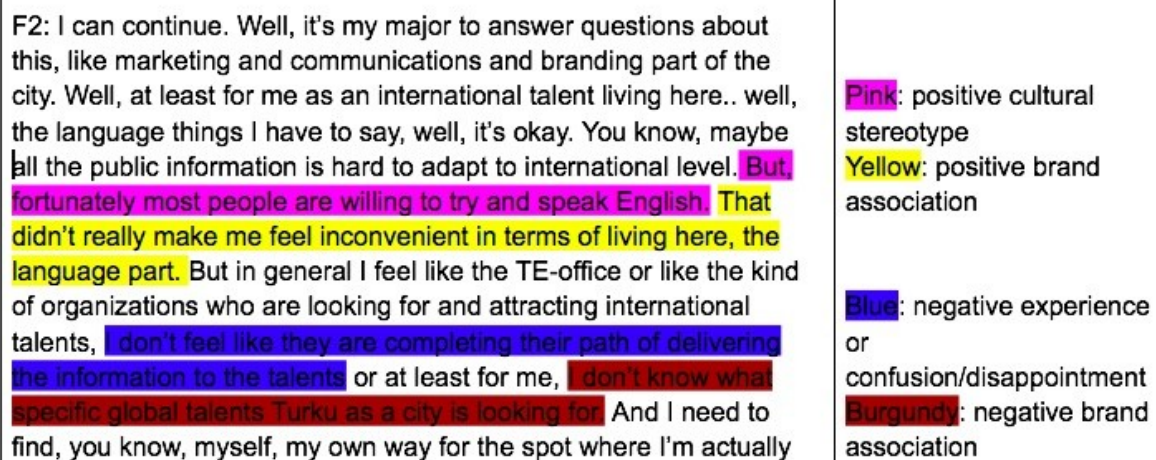 F2: I can continue. Well, it's my major to answer questions about
this, like marketing and communications and branding part of the
city. Well, at least for me as an international talent living here.. well,
the language things I have to say, well, it's okay. You know, maybe
all the public information is hard to adapt to international level. But,
fortunately most people are willing to try and speak English. That
didn't really make me feel inconvenient in terms of living here, the
language part. But in general I feel like the TE-office or like the kind
of organizations who are looking for and attracting international
talents, I don't feel like they are completing their path of delivering
the information to the talents or at least for me, I don't know what
specific global talents Turku as a city is looking for. And I need to
find, you know, myself, my own way for the spot where I'm actually
Pink: positive cultural
stereotype
Yellow: positive brand
association
Blue: negative experience
or
confusion/disappointment
Burgundy: negative brand
association